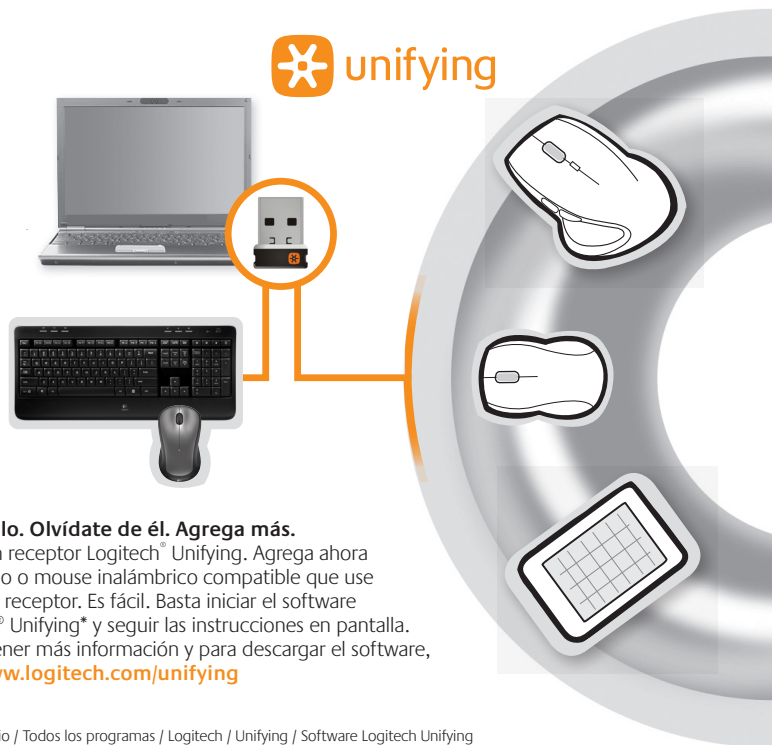 unifying
lo. Olvídate de él. Agrega más.
receptor Logitech® Unifying. Agrega ahora
o o mouse inalámbrico compatible que use
receptor. Es fácil. Basta iniciar el software
® Unifying* y seguir las instrucciones en pantalla.
ner más información y para descargar el software,
w.logitech.com/unifying
io / Todos los programas / Logitech / Unifying / Software Logitech Unifying